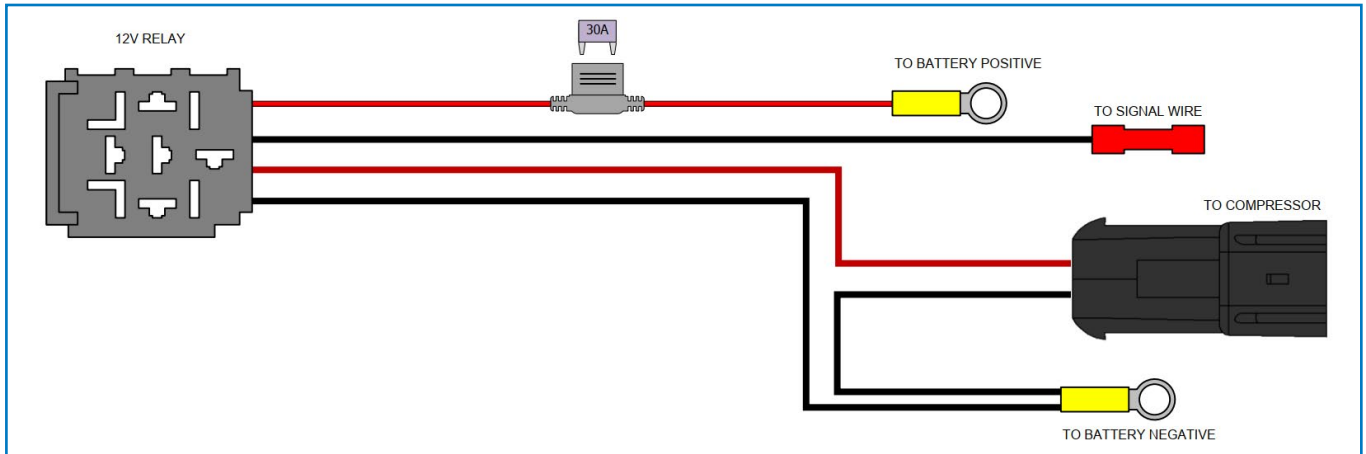 12V RELAY
30A
TO BATTERY POSITIVE
TO SIGNAL WIRE
TO COMPRESSOR
TO BATTERY NEGATIVE